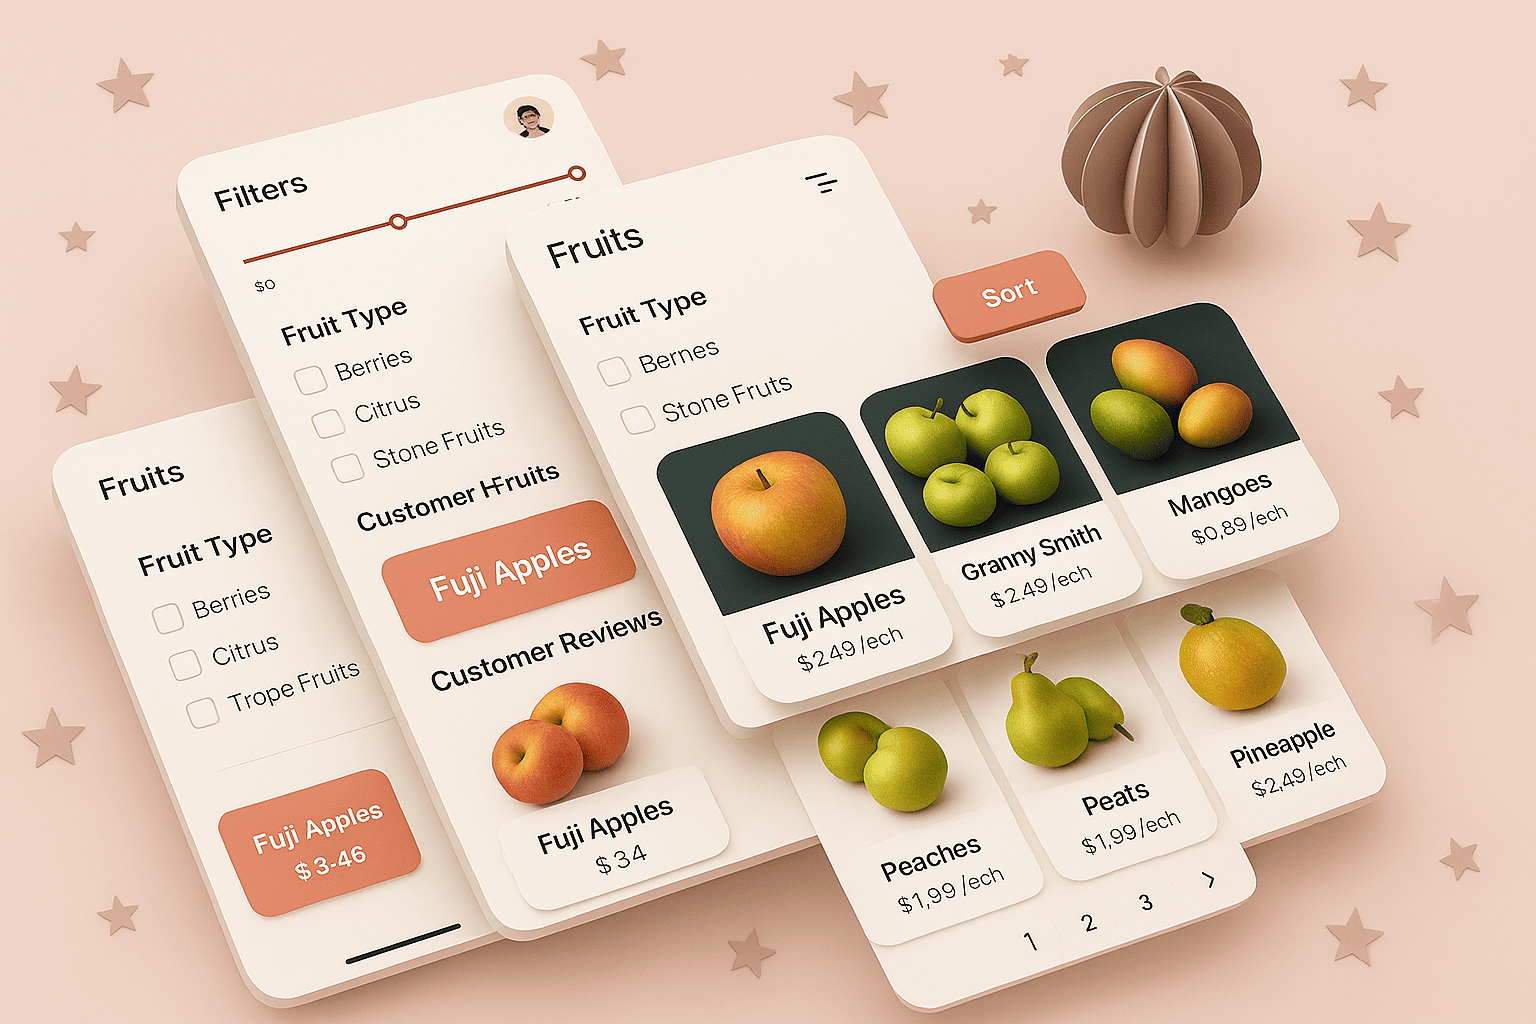 Filters
$0
Fruit Type
Berries
Citrus
Stone Fruits
Customer HFruits
Fuji Apples
Customer Reviews
Fuji Apples
$34
Fruits
Fruit Type
Berries
Citrus
Trope Fruits
Fuji Apples
$3-46
Fruits
Fruit Type
Bernes
Stone Fruts
Sort
Fuji Apples
$249/ech
Granny Smith
$2.49/ech
Mangoes
$0,89/ech
Peaches
$1,99/ech
Peats
$1,99/ech
Pineapple
$2,49/ech
1 2 3 >